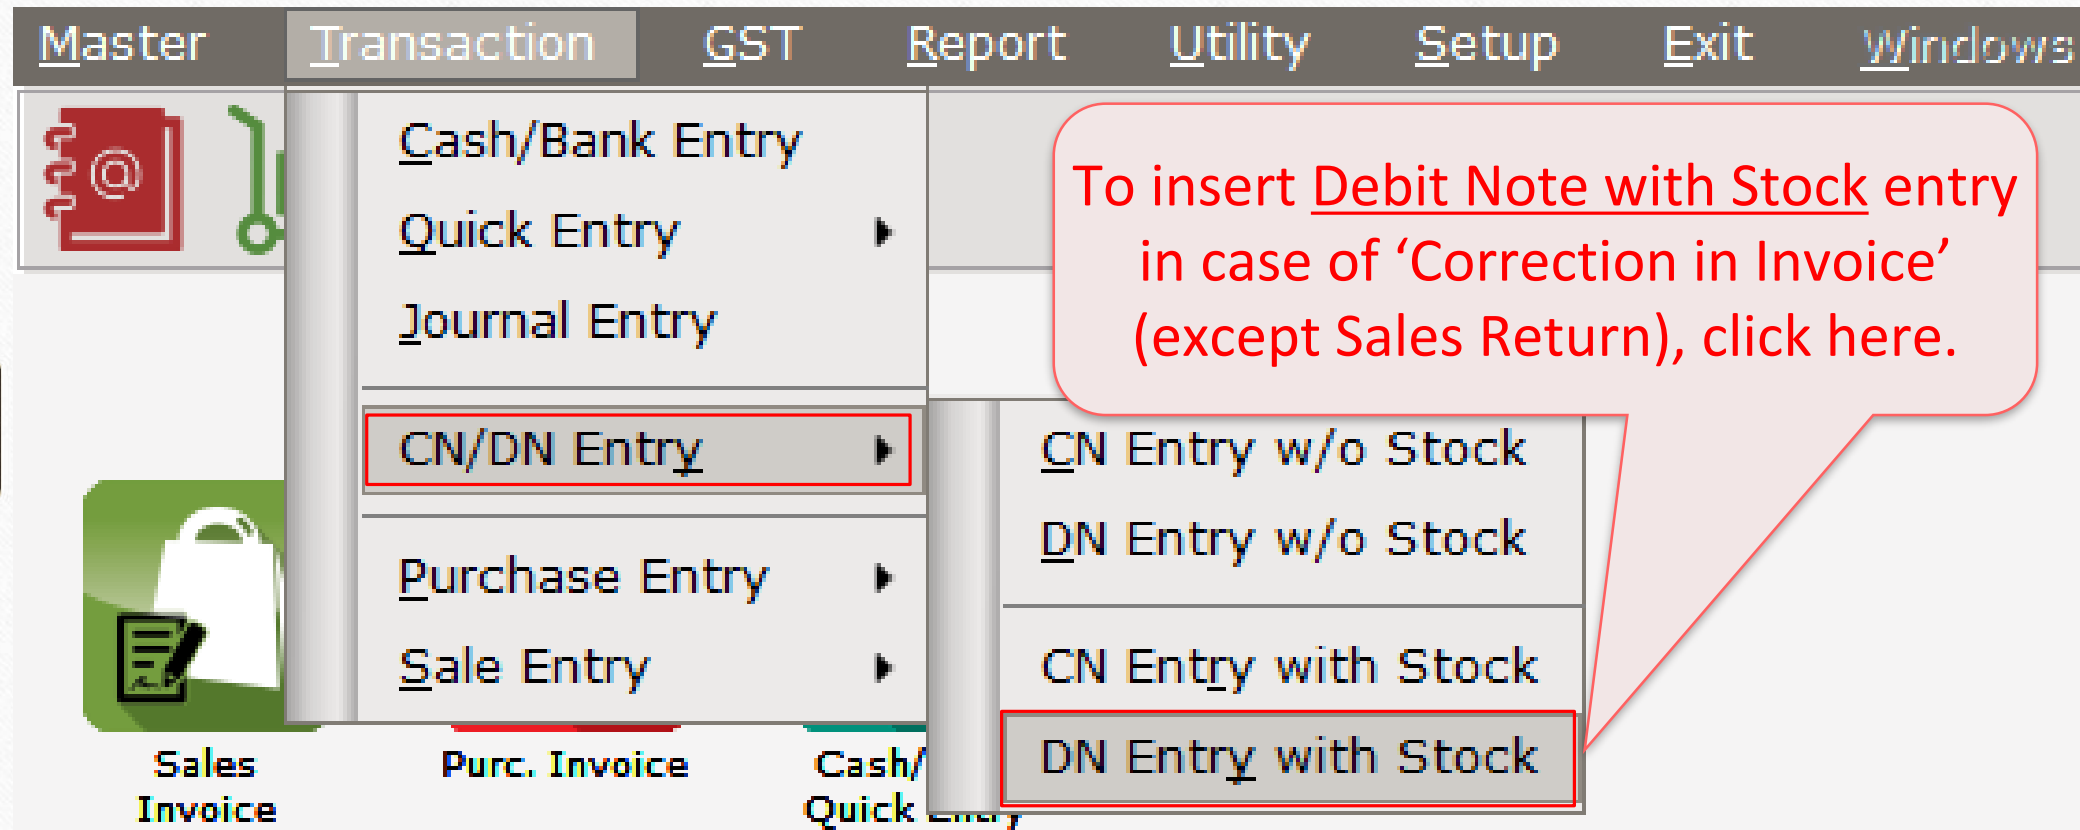 Master Transaction GST Report Utility Setup Exit Windows
@
Cash/Bank Entry
Quick Entry
Journal Entry
CN/DN Entry
Purchase Entry
Sale Entry
To insert Debit Note with Stock entry
in case of ‘Correction in Invoice’
(except Sales Return), click here.
CN Entry w/o Stock
DN Entry w/o Stock
CN Entry with Stock
DN Entry with Stock
Sales
Invoice
Purc. Invoice
Cash/
Quick Entry